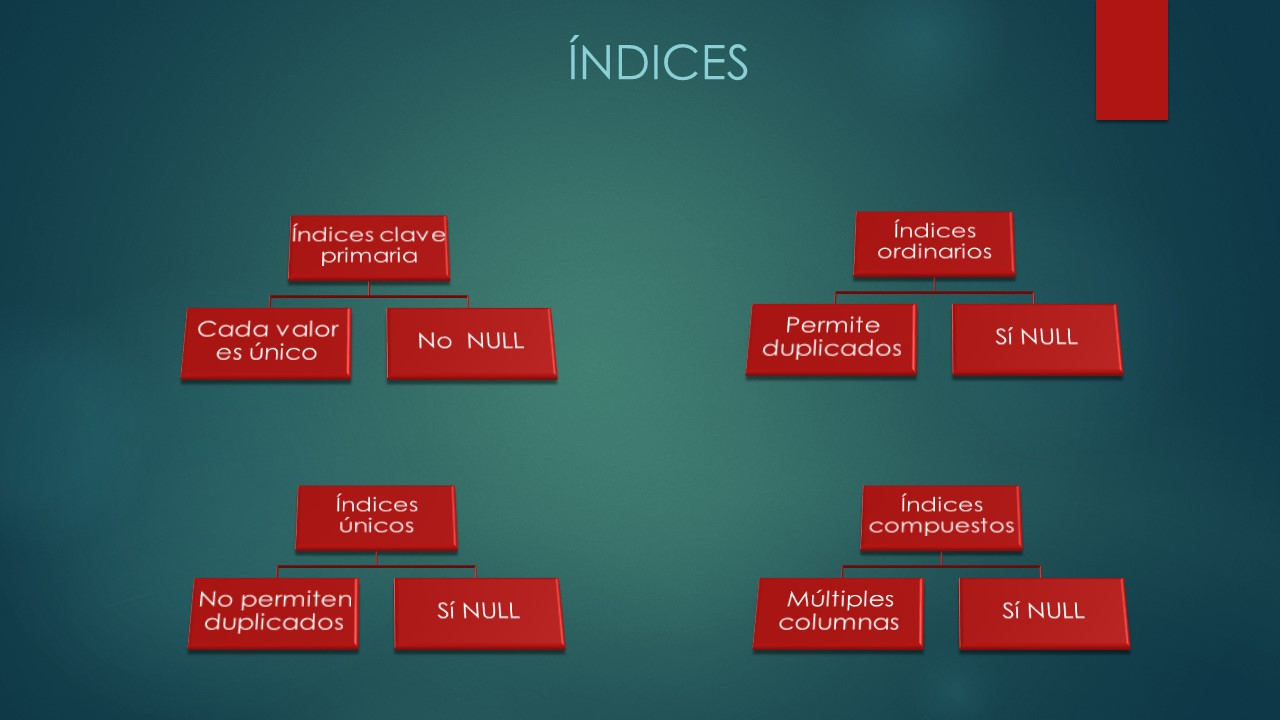 ÍNDICES
Índices clave
primaria
Cada valor
es único
No NULL
Índices
ordinarios
Permite
duplicados
Sí NULL
Índices
únicos
No permiten
duplicados
Sí NULL
Índices
compuestos
Múltiples
columnas
Sí NULL